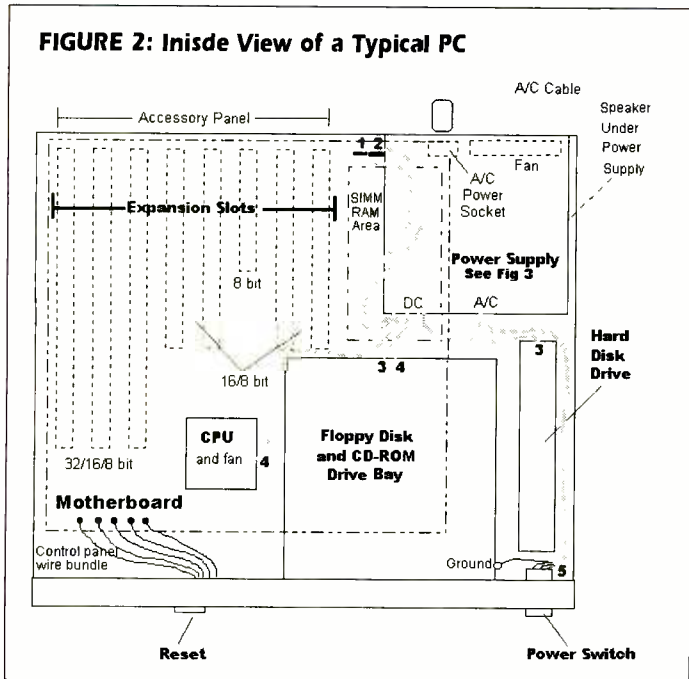 FIGURE 2: Inisde View of a Typical PC
A/C Cable
Accessory Panel
Speaker
Under
Power
Supply
1 2
Fan
A/C
Power
Socket
SIMM
RAM
Area
Expansion Slots
Power Supply
See Fig 3
8 bit
DC
A/C
Hard
Disk
Drive
3
3 4
16/8 bit
CPU
and fan
4
Floppy Disk
and CD-ROM
Drive Bay
32/16/8 bit
Motherboard
Control panel
wire bundle
Ground
5
Reset
Power Switch